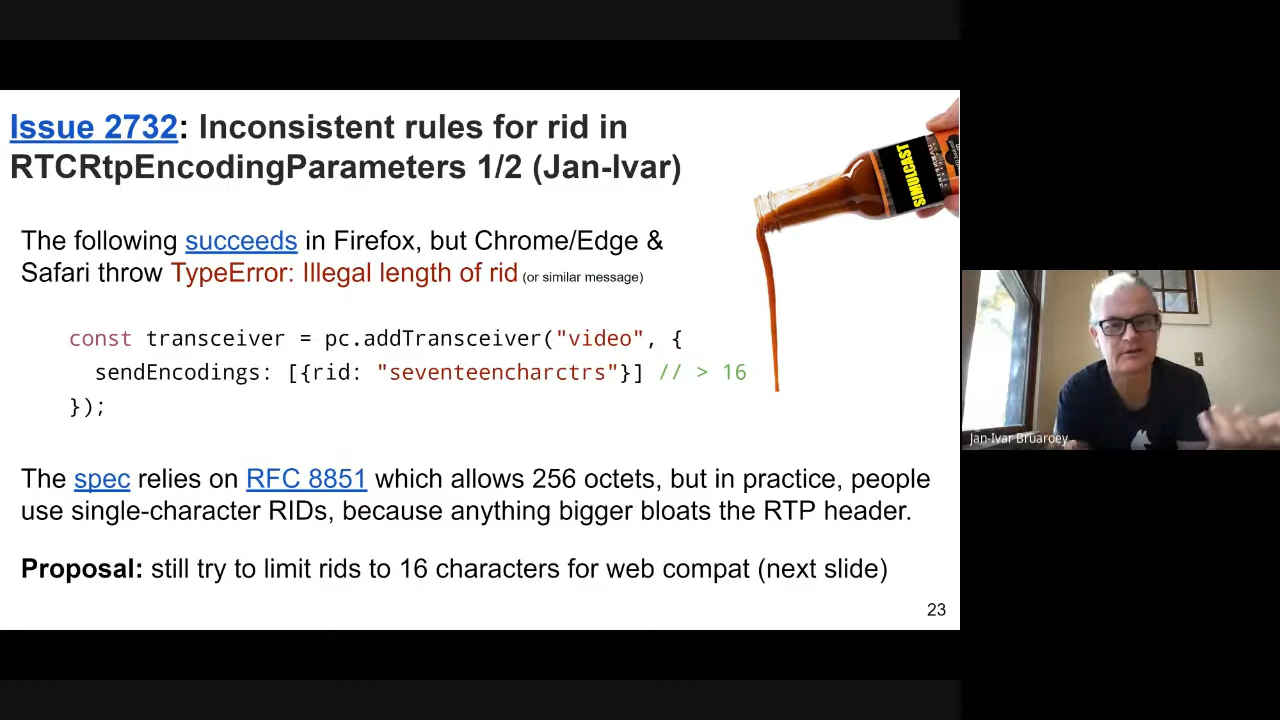 Issue 2732: Inconsistent rules for rid in
RTCRtpEncodingParameters 1/2 (Jan-Ivar)
SIMULCAST
The following succeeds in Firefox, but Chrome/Edge &
Safari throw TypeError: Illegal length of rid (or similar message)
const transceiver = pc.addTransceiver("video", {
sendEncodings: [{rid: "seventeencharctrs"}] // > 16
});
Jan-Ivar Bruaroey
The spec relies on RFC 8851 which allows 256 octets, but in practice, people
use single-character RIDs, because anything bigger bloats the RTP header.
Proposal: still try to limit rids to 16 characters for web compat (next slide)
23